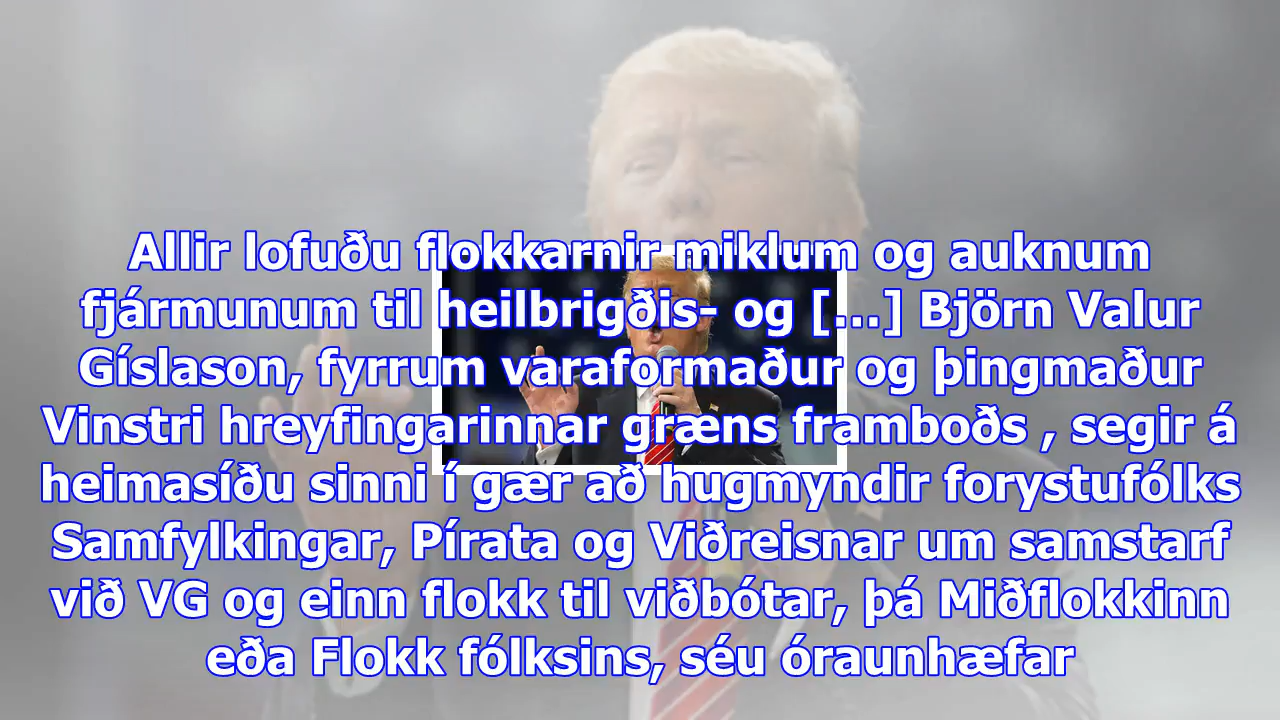 Allir lofuðu flokkarnir miklum og auknum
fjármunum til heilbrigðis- og [...] Björn Valur
Gíslason, fyrrum varaformaður og þingmaður
Vinstri hreyfingarinnar græns framboðs , segir á
heimasíðu sinni í gær að hugmyndir forystufólks
Samfylkingar, Pírata og Viðreisnar um samstarf
við VG og einn flokk til viðbótar, þá Miðflokkinn
eða Flokk fólksins, séu óraunhæfar